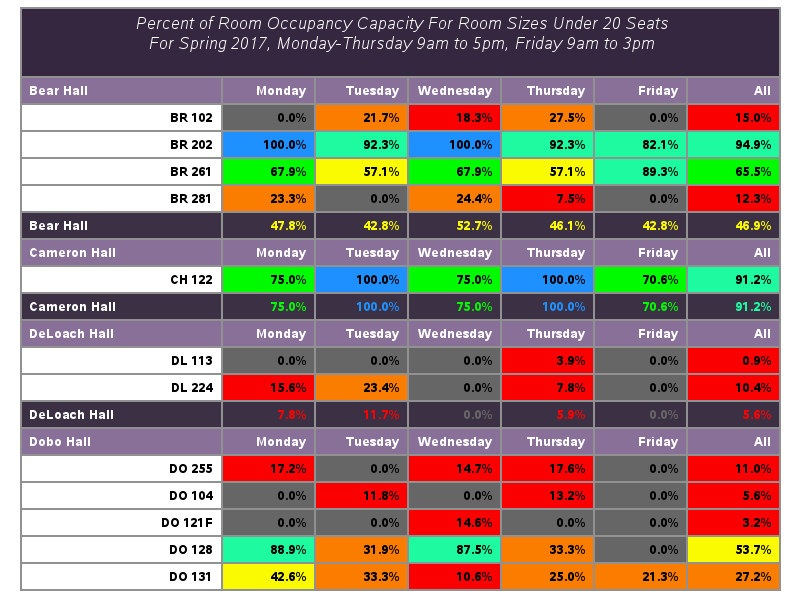 Percent of Room Occupancy Capacity For Room Sizes Under 20 Seats
For Spring 2017, Monday-Thursday 9am to 5pm, Friday 9am to 3pm
Bear Hall Monday Tuesday Wednesday Thursday Friday All
BR 102 0.0% 21.7% 18.3% 27.5% 0.0% 15.0%
BR 202 100.0% 92.3% 100.0% 92.3% 82.1% 94.9%
BR 261 67.9% 57.1% 67.9% 57.1% 89.3% 65.5%
BR 281 23.3% 0.0% 24.4% 7.5% 0.0% 12.3%
Bear Hall 47.8% 42.8% 52.7% 46.1% 42.8% 46.9%
Cameron Hall Monday Tuesday Wednesday Thursday Friday All
CH 122 75.0% 100.0% 75.0% 100.0% 70.6% 91.2%
Cameron Hall 75.0% 100.0% 75.0% 100.0% 70.6% 91.2%
DeLoach Hall Monday Tuesday Wednesday Thursday Friday All
DL 113 0.0% 0.0% 0.0% 3.9% 0.0% 0.9%
DL 224 15.6% 23.4% 0.0% 7.8% 0.0% 10.4%
DeLoach Hall 7.8% 11.7% 0.0% 5.9% 0.0% 5.6%
Dobo Hall Monday Tuesday Wednesday Thursday Friday All
DO 255 17.2% 0.0% 14.7% 17.6% 0.0% 11.0%
DO 104 0.0% 11.8% 0.0% 13.2% 0.0% 5.6%
DO 121F 0.0% 0.0% 14.6% 0.0% 0.0% 3.2%
DO 128 88.9% 31.9% 87.5% 33.3% 0.0% 53.7%
DO 131 42.6% 33.3% 10.6% 25.0% 21.3% 27.2%